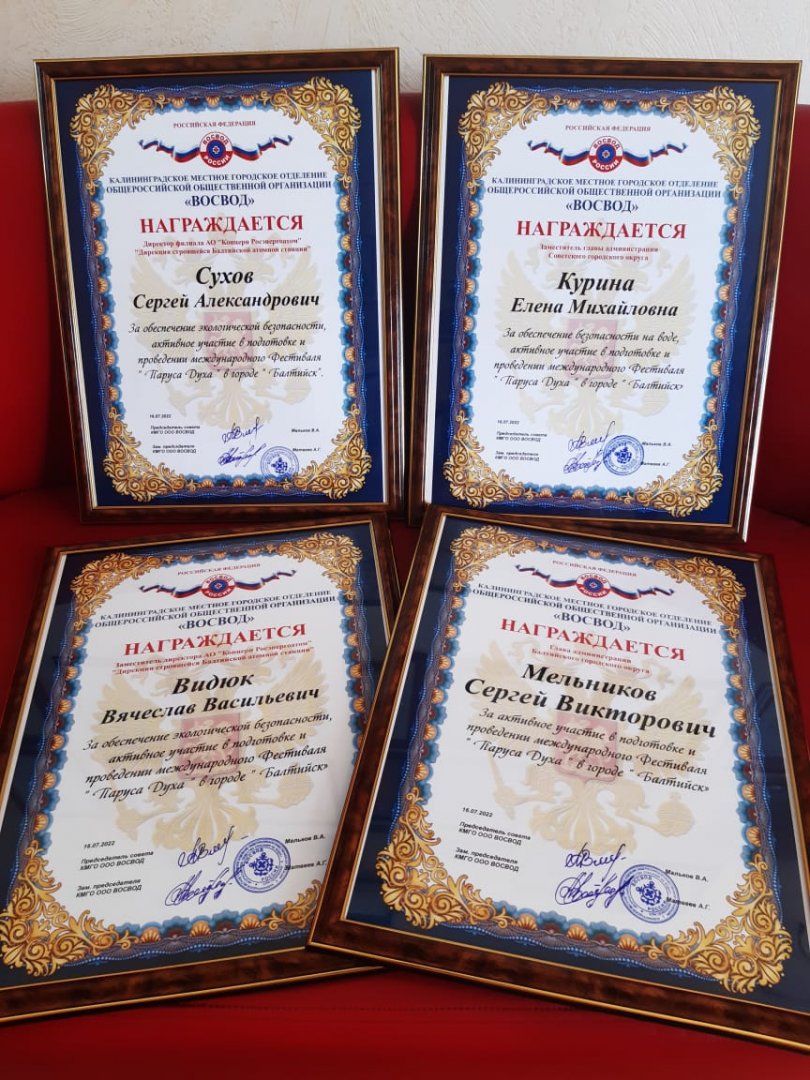 РОССИЙСКАЯ ФЕДЕРАЦИЯ
ВОСВОД
РОССИИ
КАЛИНИНГРАДСКОЕ МЕСТНОЕ ГОРОДСКОЕ ОТДЕЛЕНИЕ
ОБЩЕРОССИЙСКОЙ ОБЩЕСТВЕННОЙ ОРГАНИЗАЦИИ
«ВОСВОД»
НАГРАЖДАЕТСЯ
Директор филиала АО "Концерн Росэнергоатом"
"Дирекция строящейся Балтийской атомной станции"
Сухов
Сергей Александрович
За обеспечение экологической безопасности,
активное участие в подготовке и
проведении международного Фестиваля
" Паруса Духа " в городе " Балтийск".
16.07.2022
Председатель совета
КМГО ООО ВОСВОД
Мальков В.А.
Зам. председателя
КМГО ООО ВОСВОД
Матвеев А.Г.
РОССИЙСКАЯ ФЕДЕРАЦИЯ
ВОСВОД
РОССИИ
КАЛИНИНГРАДСКОЕ МЕСТНОЕ ГОРОДСКОЕ ОТДЕЛЕНИЕ
ОБЩЕРОССИЙСКОЙ ОБЩЕСТВЕННОЙ ОРГАНИЗАЦИИ
«ВОСВОД»
НАГРАЖДАЕТСЯ
Заместитель главы администрации
Советского городского округа
Курина
Елена Михайловна
За обеспечение безопасности на воде,
активное участие в подготовке и
проведении международного Фестиваля
" Паруса Духа " в городе " Балтийск»
16.07.2022
Председатель совета
КМГО ООО ВОСВОД
Мальков В.А.
Зам. председателя
КМГО ООО ВОСВОД
Матвеев А.Г.
РОССИЙСКАЯ ФЕДЕРАЦИЯ
ВОСВОД
РОССИИ
КАЛИНИНГРАДСКОЕ МЕСТНОЕ ГОРОДСКОЕ ОТДЕЛЕНИЕ
ОБЩЕРОССИЙСКОЙ ОБЩЕСТВЕННОЙ ОРГАНИЗАЦИИ
«ВОСВОД»
НАГРАЖДАЕТСЯ
Заместитель директора АО "Концерн Росэнергоатом"
"Дирекция строящейся Балтийской атомной станции"
Видюк
Вячеслав Васильевич
За обеспечение экологической безопасности,
активное участие в подготовке и
проведении международного Фестиваля
" Паруса Духа " в городе " Балтийск»
16.07.2022
Председатель совета
КМГО ООО ВОСВОД
Мальков В.А.
Зам. председателя
КМГО ООО ВОСВОД
Матвеев А.Г.
РОССИЙСКАЯ ФЕДЕРАЦИЯ
ВОСВОД
РОССИИ
КАЛИНИНГРАДСКОЕ МЕСТНОЕ ГОРОДСКОЕ ОТДЕЛЕНИЕ
ОБЩЕРОССИЙСКОЙ ОБЩЕСТВЕННОЙ ОРГАНИЗАЦИИ
«ВОСВОД»
НАГРАЖДАЕТСЯ
Глава администрации
Балтийского городского округа
Мельников
Сергей Викторович
За активное участие в подготовке и
проведении международного Фестиваля
" Паруса Духа " в городе " Балтийск»
16.07.2022
Председатель совета
КМГО ООО ВОСВОД
Мальков В.А.
Зам. председателя
КМГО ООО ВОСВОД
Матвеев А.Г.